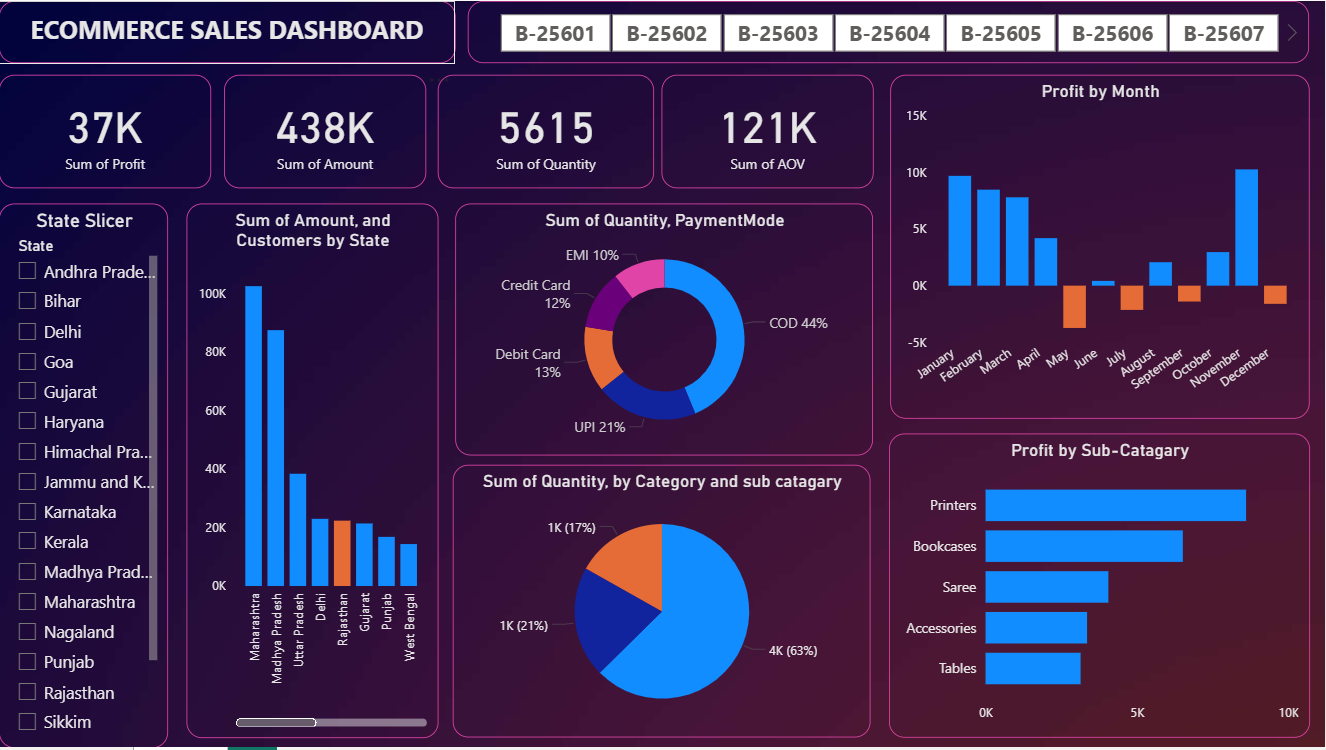 ECOMMERCE SALES DASHBOARD
B-25601
B-25602
B-25603
B-25604
B-25605
B-25606
B-25607
37K
Sum of Profit
438K
Sum of Amount
5615
Sum of Quantity
121K
Sum of AOV
State Slicer
State
Andhra Prade...
Bihar
Delhi
Goa
Gujarat
Haryana
Himachal Pra...
Jammu and K...
Karnataka
Kerala
Madhya Prad...
Maharashtra
Nagaland
Punjab
Rajasthan
Sikkim
Sum of Amount, and
Customers by State
100K
80K
60K
40K
20K
0K
Maharashtra
Madhya Pradesh
Uttar Pradesh
Delhi
Rajasthan
Gujarat
Punjab
West Bengal
Sum of Quantity, PaymentMode
EMI 10%
Credit Card
12%
Debit Card
13%
UPI 21%
COD 44%
Sum of Quantity, by Category and sub catagary
1K (17%)
1K (21%)
4K (63%)
Profit by Month
15K
10K
5K
0K
-5K
January
February
March
April
May
June
July
August
September
October
November
December
Profit by Sub-Catagary
Printers
Bookcases
Saree
Accessories
Tables
0K
5K
10K